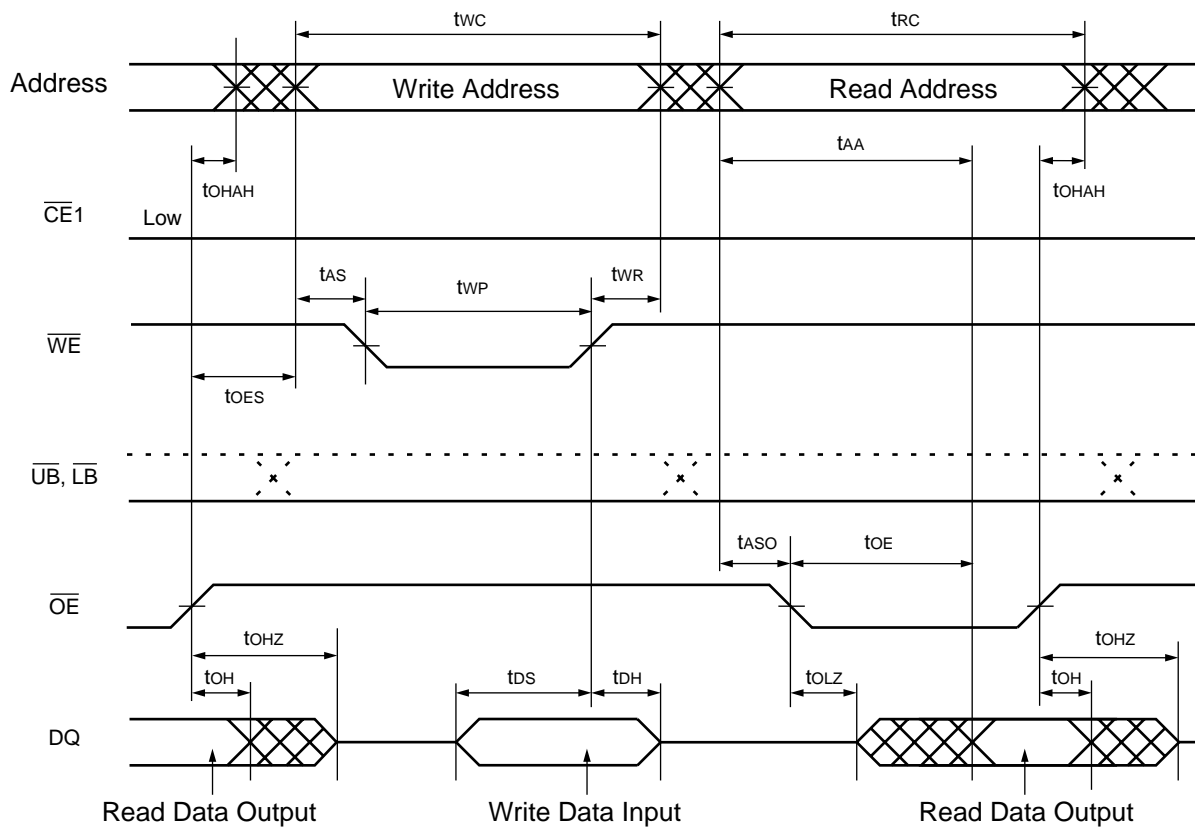 tWC tRC
Address Write Address Read Address
tAA
tOHAH tOHAH
CE1 Low
tAS tWP tWR
WE
tOES
UB, LB
tASO tOE
OE
tOHZ tOHZ
tOH tDS tDH tOLZ tOH
DQ
Read Data Output Write Data Input Read Data Output